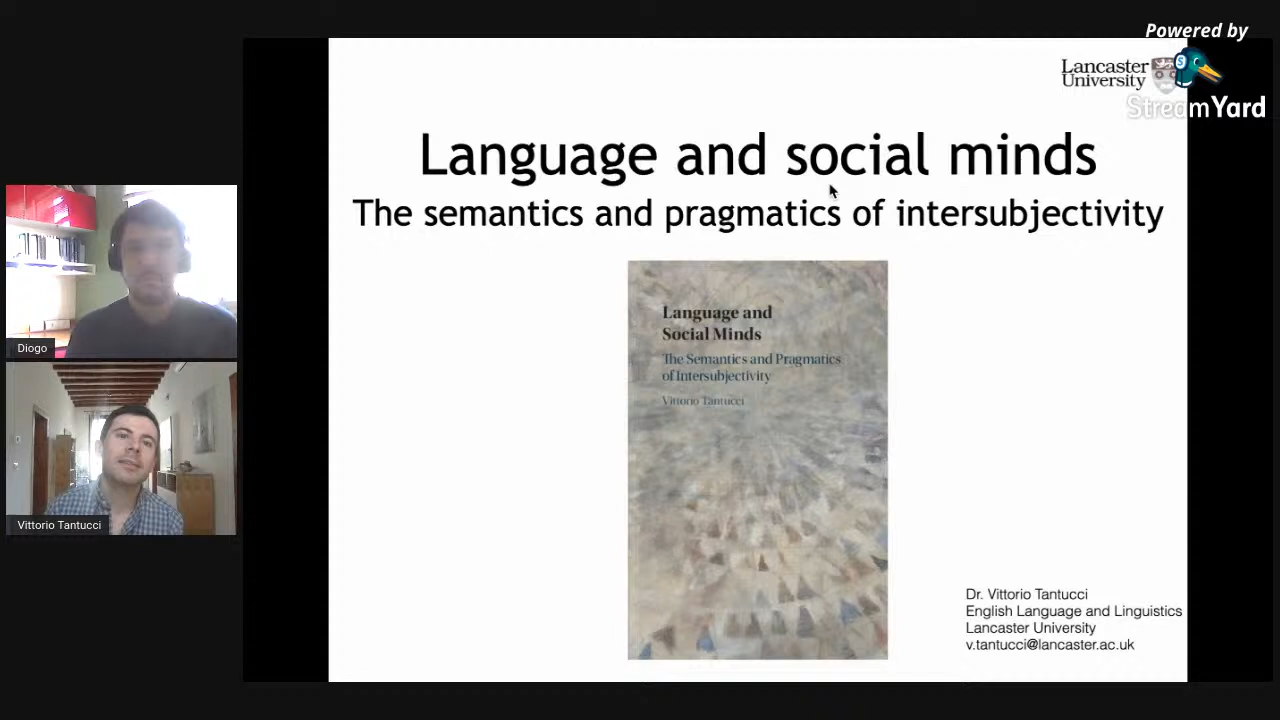 Powered by
StreamYard
Lancaster
University
Language and social minds
The semantics and pragmatics of intersubjectivity
Language and
Social Minds
The Semantics and Pragmatics
of Intersubjectivity
Vittorio Tantucci
Diogo
Vittorio Tantucci
Dr. Vittorio Tantucci
English Language and Linguistics
Lancaster University
v.tantucci@lancaster.ac.uk